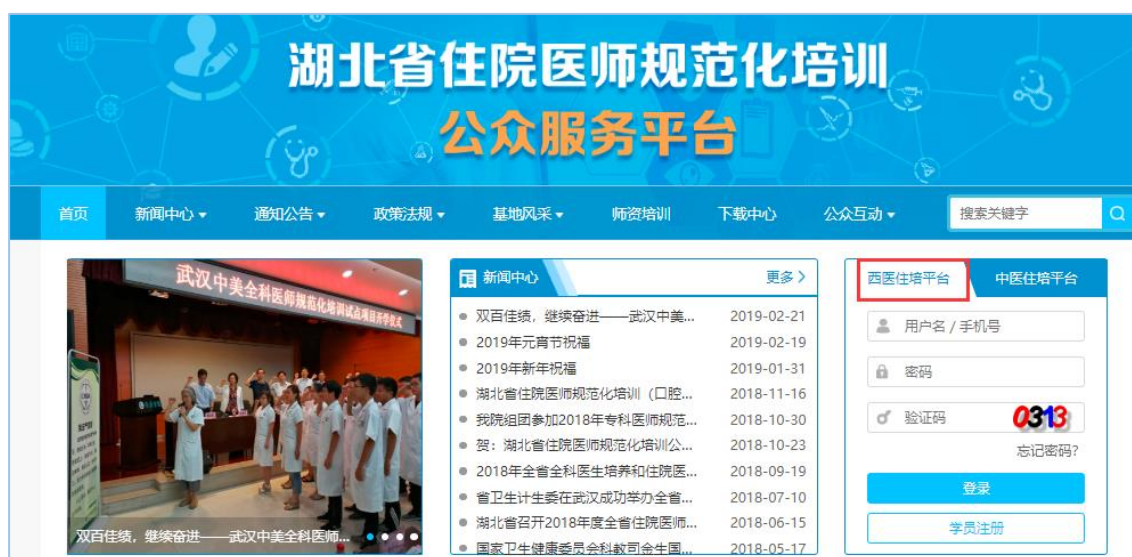 湖北省住院医师规范化培训
公众服务平台
首页 新闻中心 通知公告 政策法规 基地风采 师资培训 下载中心 公众互动 搜索关键字
武汉中美全科医师规范化培训试点项目开学仪式
双百佳绩，继续奋进——武汉中美全科医师...
新闻中心 更多
双百佳绩，继续奋进——武汉中美... 2019-02-21
2019年元宵节祝福 2019-02-19
2019年新年祝福 2019-01-31
湖北省住院医师规范化培训（口腔... 2018-11-16
我院组团参加2018年专科医师规范... 2018-10-30
贺：湖北省住院医师规范化培训公... 2018-10-23
2018年全省全科医生培养和住院医... 2018-09-19
省卫生计生委在武汉成功举办全省... 2018-07-10
湖北省召开2018年度全省住院医师... 2018-06-15
国家卫生健康委员会科教司金生国... 2018-05-17
西医住培平台 中医住培平台
用户名 / 手机号
密码
验证码 0313
忘记密码?
登录
学员注册